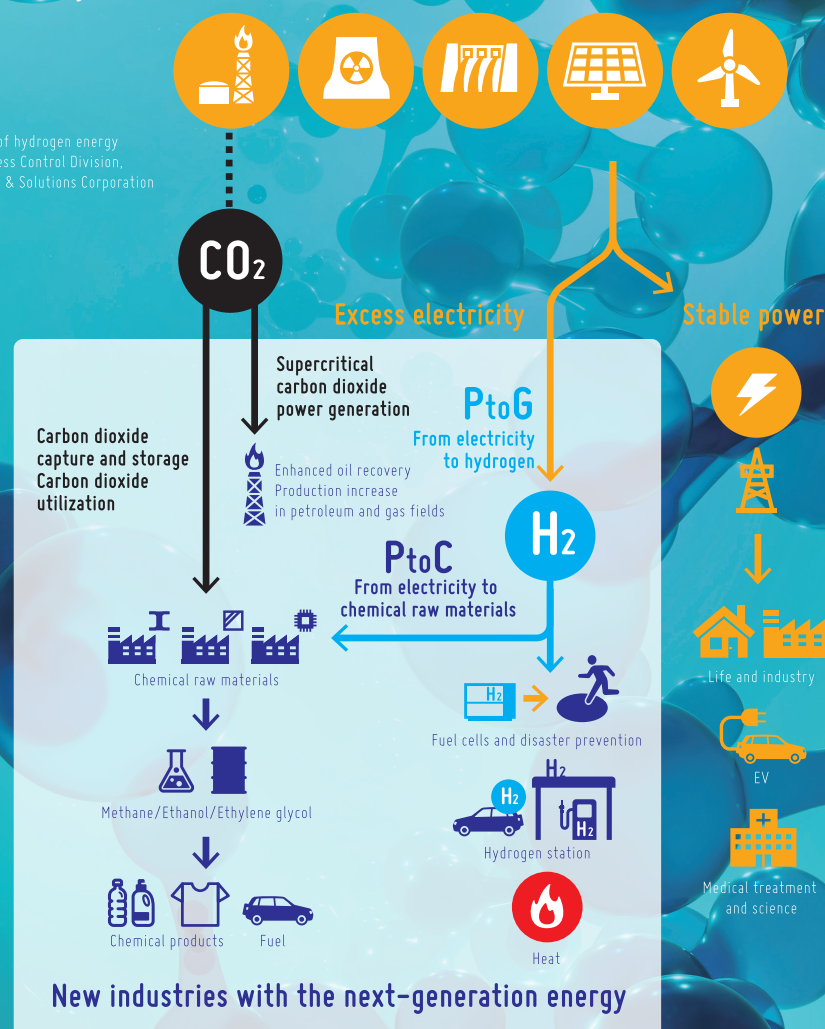 of hydrogen energy
Control Division,
& Solutions Corporation
CO2
Excess electricity
Stable power
Supercritical
carbon dioxide
power generation
Carbon dioxide
capture and storage
Carbon dioxide
utilization
PtoG
From electricity
to hydrogen
Enhanced oil recovery
Production increase
in petroleum and gas fields
H2
PtoC
From electricity to
chemical raw materials
Chemical raw materials
Life and industry
H2
Fuel cells and disaster prevention
EV
Methane/Ethanol/Ethylene glycol
H2
H2
H2
Hydrogen station
Medical treatment
and science
Chemical products
Fuel
Heat
New industries with the next-generation energy